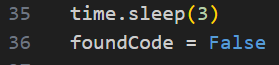 35 time.sleep(3)
36 foundCode = False